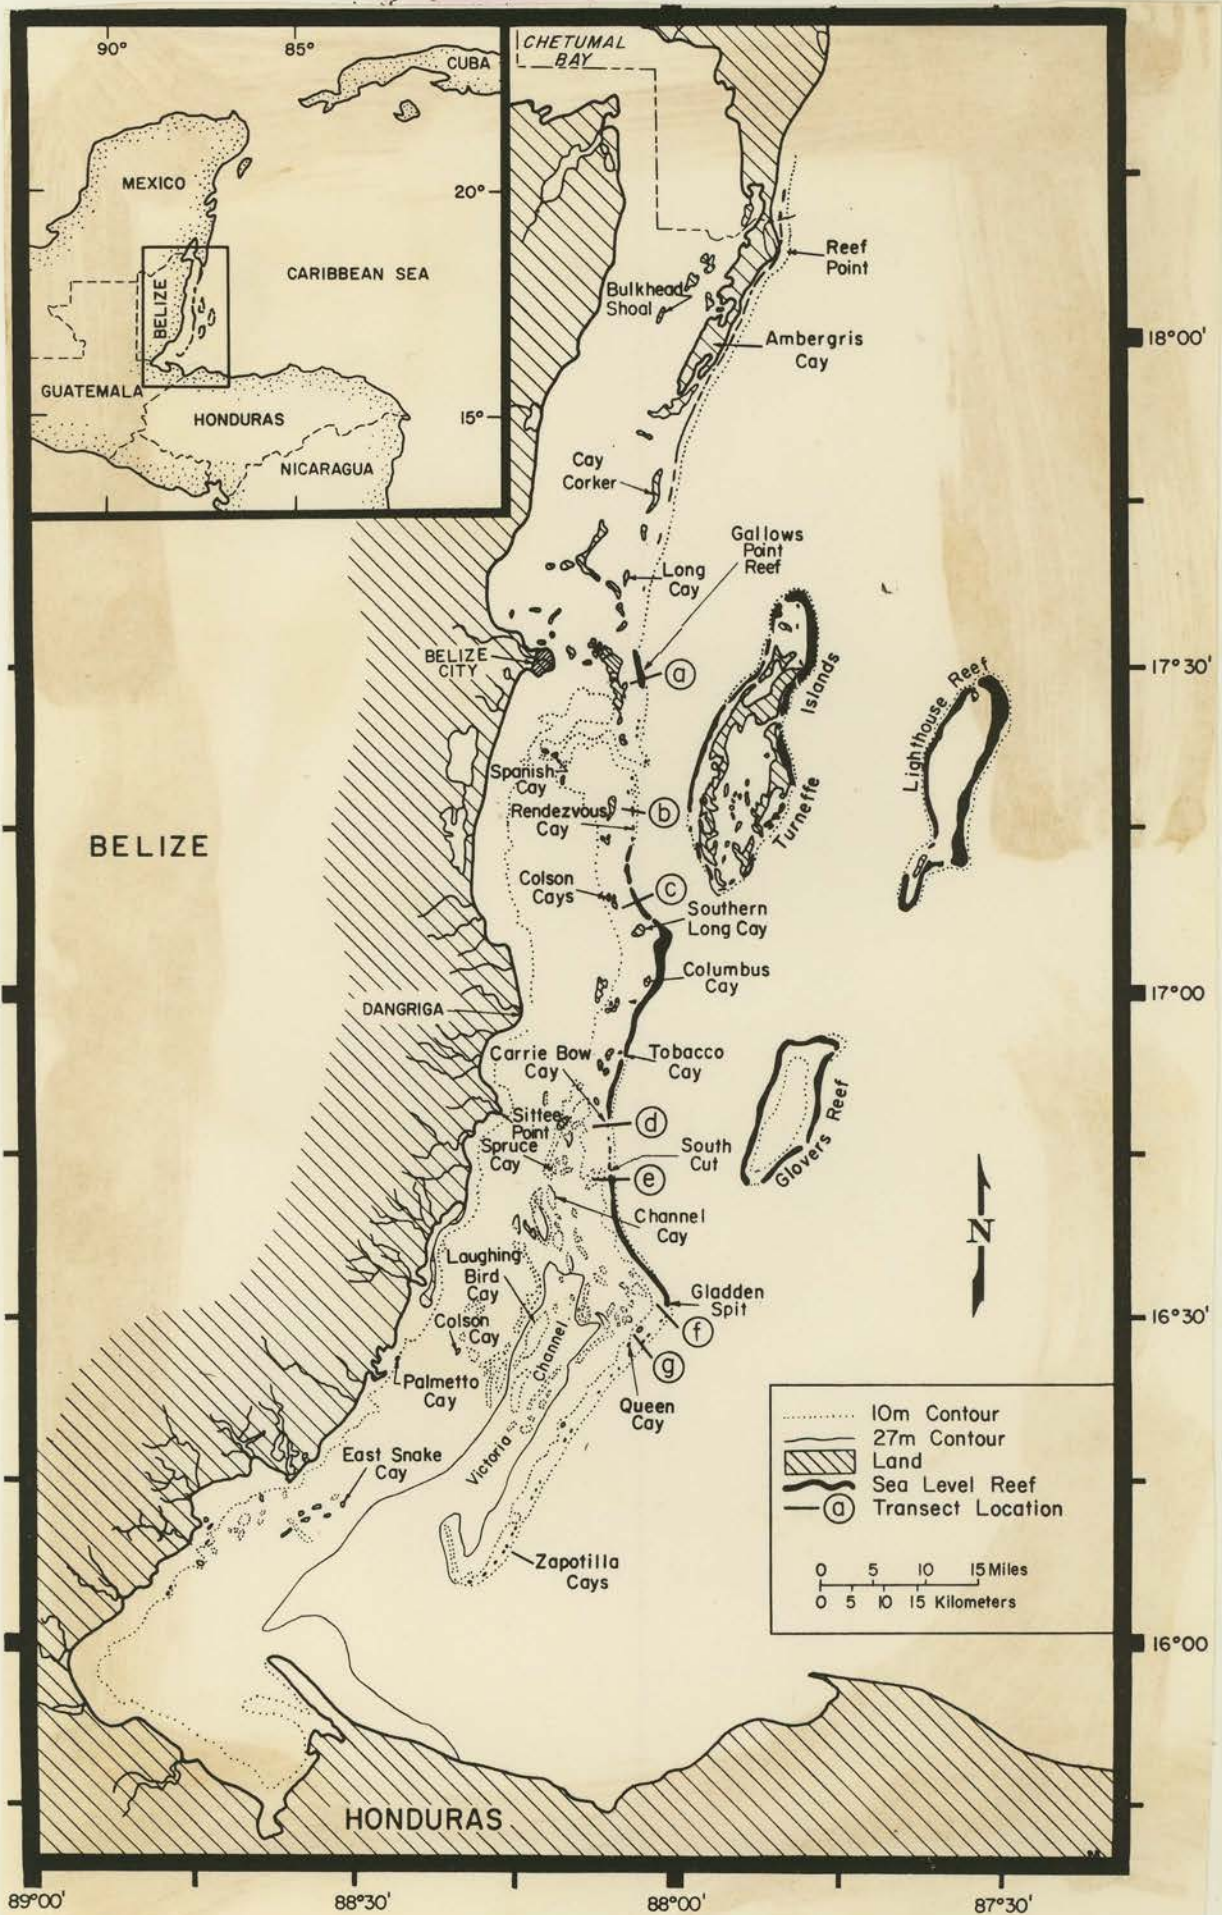 90°
85°
CUBA
MEXICO
20°
CARIBBEAN SEA
BELIZE
GUATEMALA
HONDURAS
15°
NICARAGUA
CHETUMAL
BAY
Reef
Point
Bulkhead
Shoal
Ambergris
Cay
18°00'
Cay
Corker
Gallows
Point
Reef
Long
Cay
BELIZE
CITY
a
17°30'
Islands
Turneffe
Lighthouse Reef
Spanish
Cay
Rendezvous
Cay
b
BELIZE
Colson
Cays
c
Southern
Long Cay
Columbus
Cay
17°00'
DANGRIGA
Carrie Bow
Cay
Tobacco
Cay
Sittee
Point
d
Glovers Reef
Spruce
Cay
South
Cut
e
Channel
Cay
N
Laughing
Bird
Cay
Gladden
Spit
16°30'
Colson
Cay
f
Channel
g
Palmetto
Cay
Queen
Cay
Victoria
East Snake
Cay
10m Contour
27m Contour
Land
Sea Level Reef
a Transect Location
0 5 10 15 Miles
0 5 10 15 Kilometers
Zapotilla
Cays
16°00'
HONDURAS
89°00'
88°30'
88°00'
87°30'